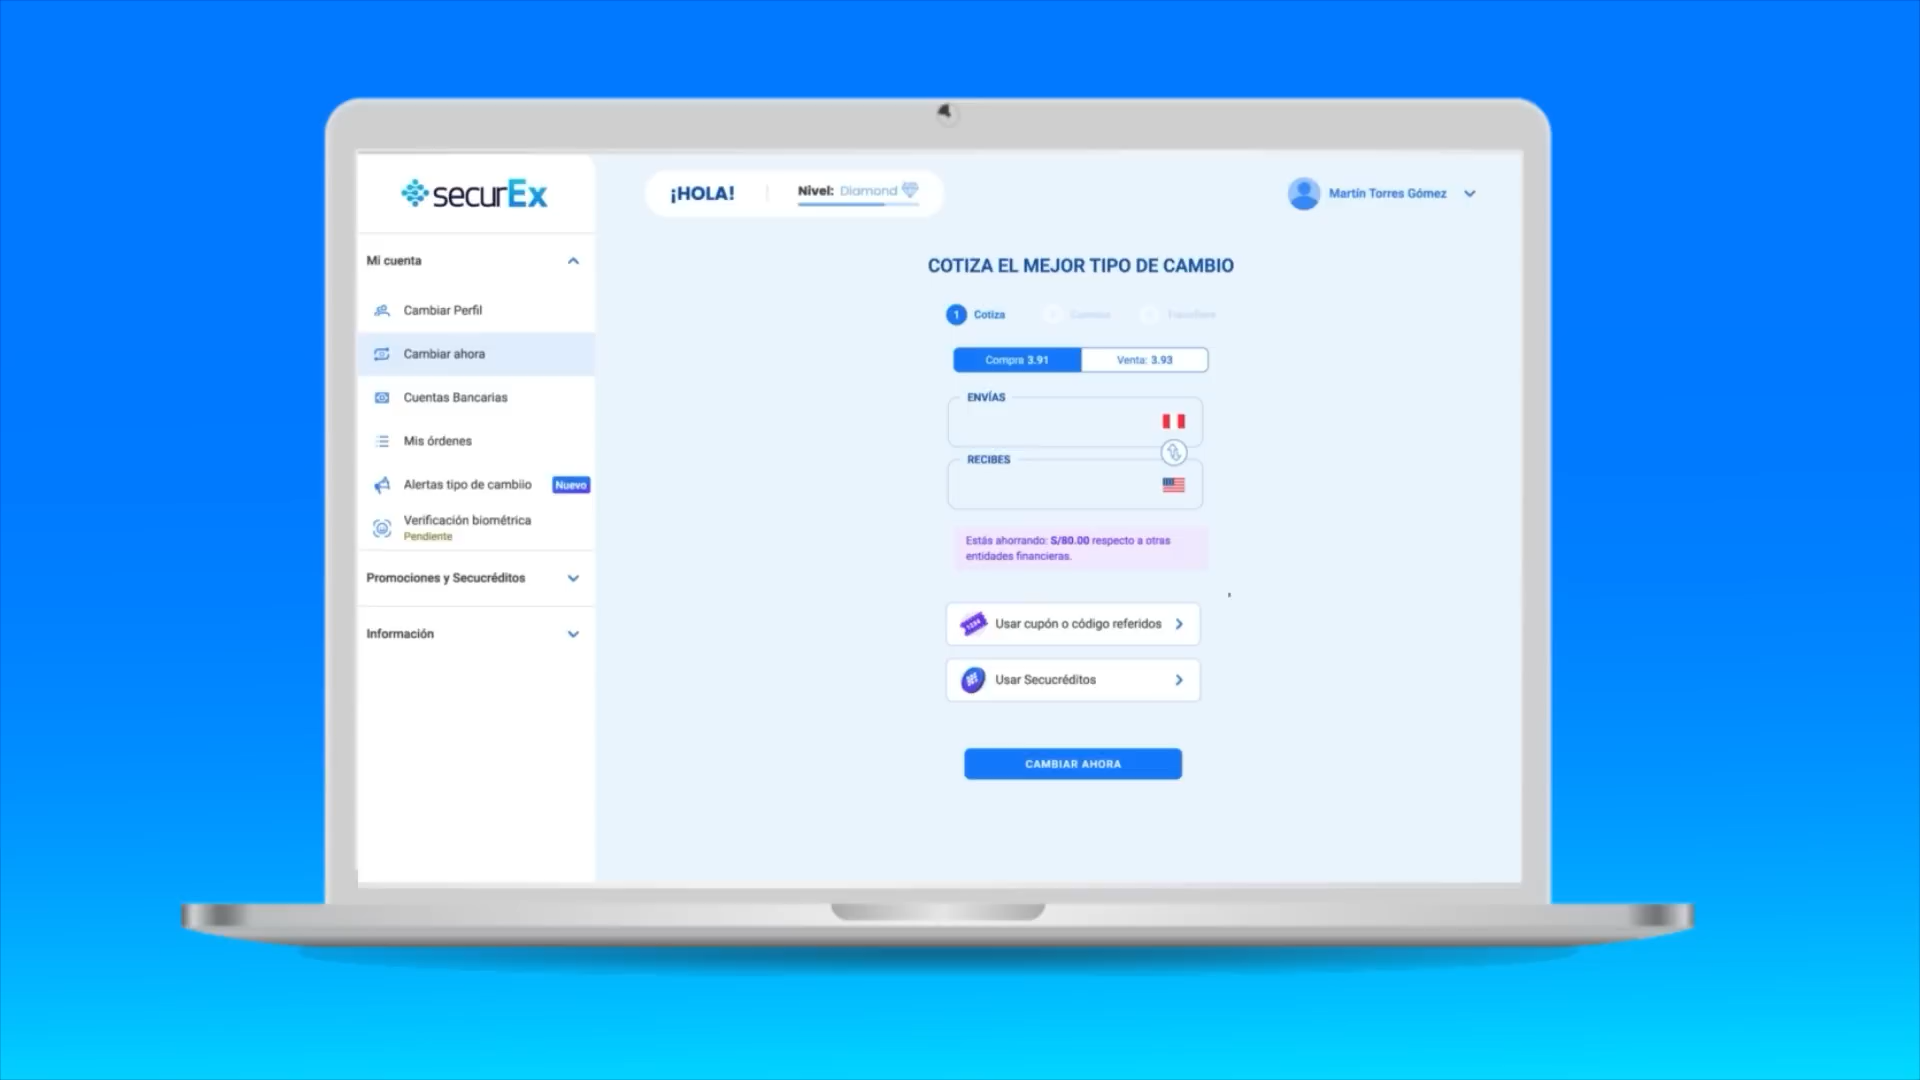 securEx
Mi cuenta
Cambiar Perfil
Cambiar ahora
Cuentas Bancarias
Mis órdenes
Alertas tipo de cambiio Nuevo
Verificación biométrica
Pendiente
Promociones y Secucréditos
Información
¡HOLA! Nivel: Diamond
Martín Torres Gómez
COTIZA EL MEJOR TIPO DE CAMBIO
1 Cotiza
Compra 3.91 Venta: 3.93
ENVÍAS
RECIBES
Estás ahorrando: S/80.00 respecto a otras
entidades financieras.
Usar cupón o código referidos
Usar Secucréditos
CAMBIAR AHORA